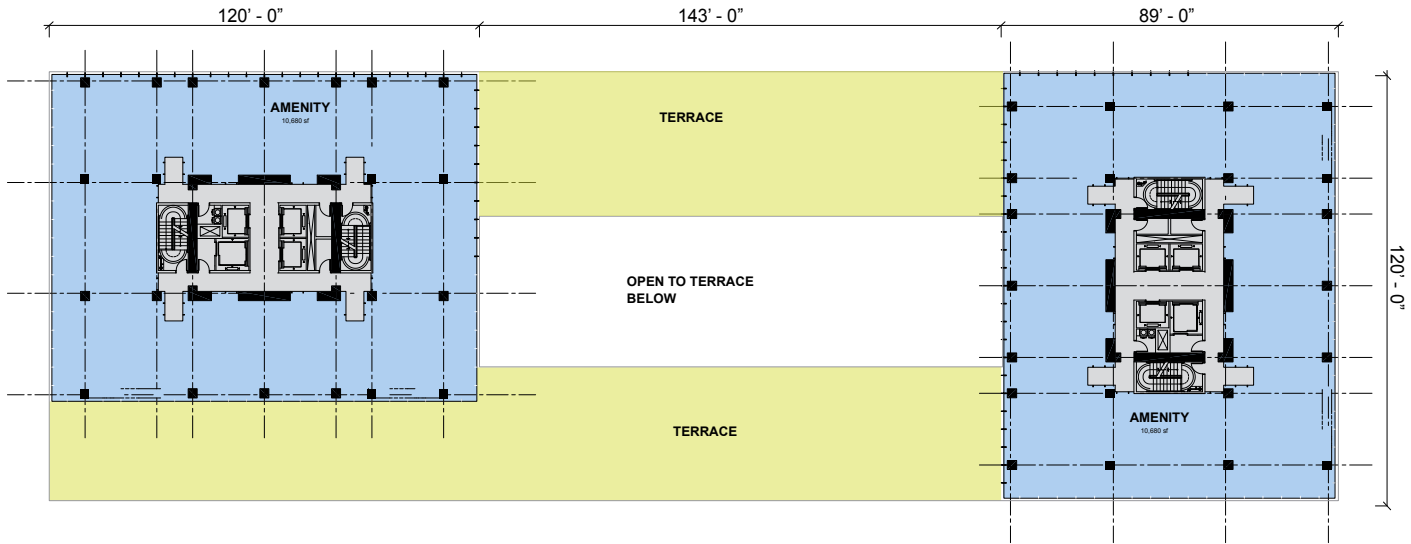 120’ - 0”
143’ - 0”
89’ - 0”
AMENITY
10,680 sf
TERRACE
OPEN TO TERRACE
BELOW
120’ - 0”
TERRACE
AMENITY
10,680 sf